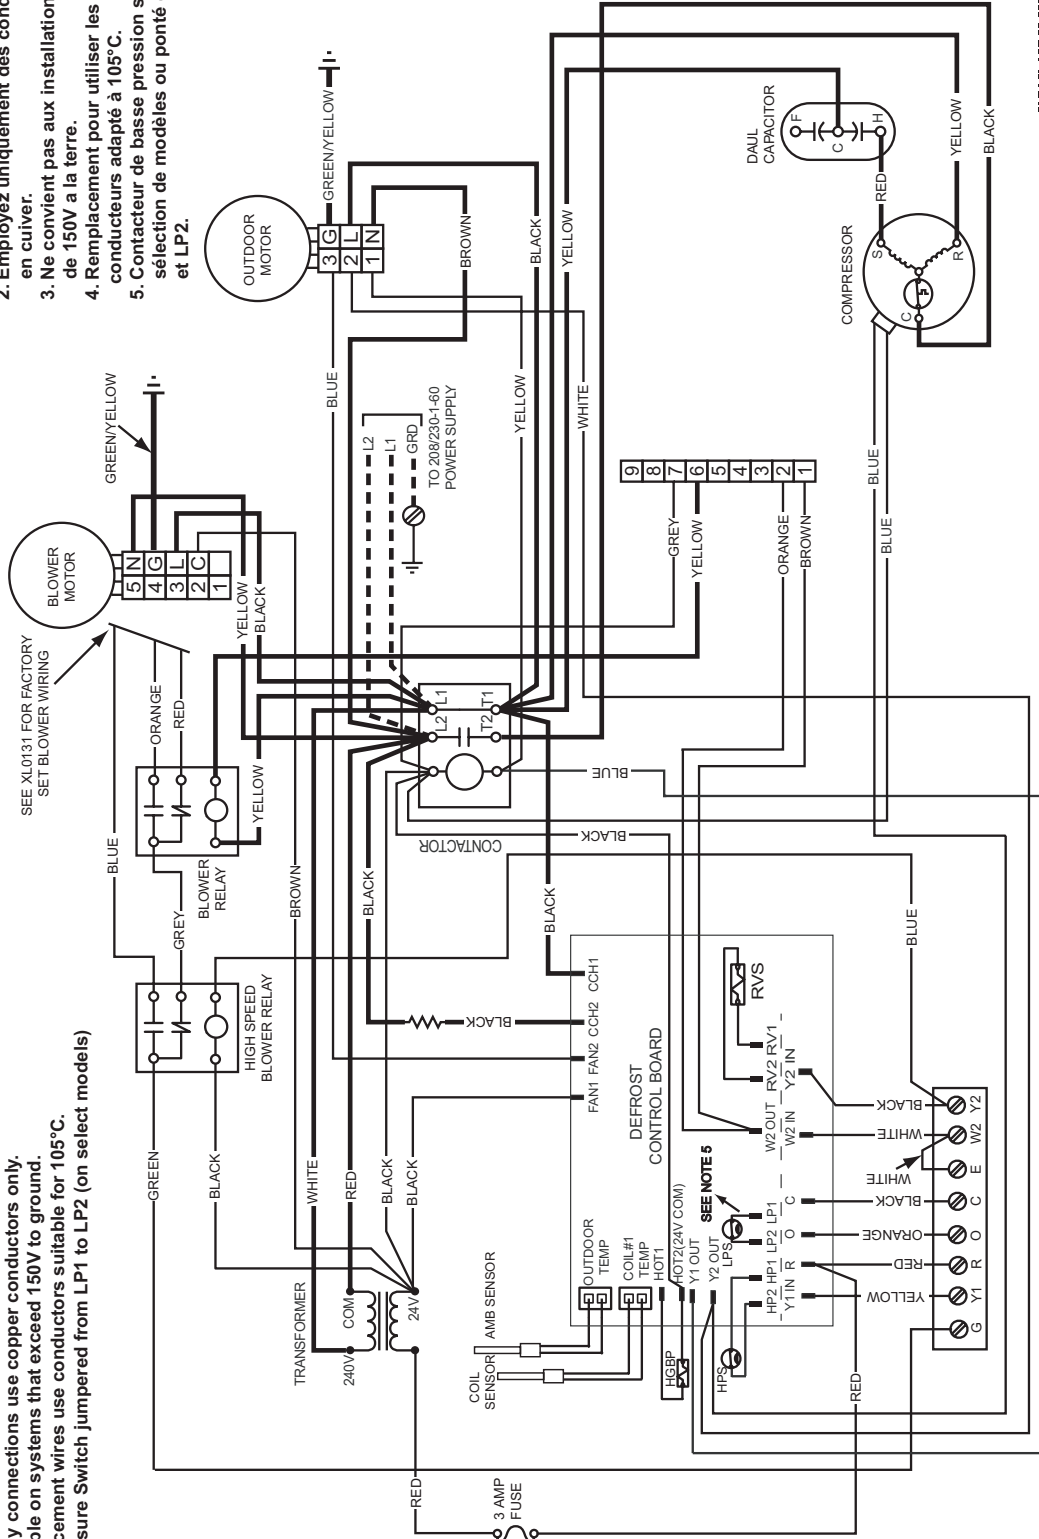 y connections use copper conductors only.
ble on systems that exceed 150V to ground.
cement wires use conductors suitable for 105°C.
sure Switch jumpered from LP1 to LP2 (on select models)
2. Employez uniquement des cond
en cuiver.
3. Ne convient pas aux installation
de 150V a la terre.
4. Remplacement pour utiliser les
conducteurs adapté à 105°C.
5. Contacteur de basse pression s
sélection de modèles ou ponté
et LP2.
SEE XL0131 FOR FACTORY
SET BLOWER WIRING
BLOWER
MOTOR
5 N
4 G
3 L
2 C
1
GREEN/YELLOW
OUTDOOR
MOTOR
3 G
2 L
1 N
GREEN/YELLOW
DAUL
CAPACITOR
F
C
H
RED
COMPRESSOR
S
R
C
YELLOW
BLACK
BLACK
YELLOW
BROWN
BLUE
YELLOW
WHITE
L2
L1
GRD
TO 208/230-1-60
POWER SUPPLY
ORANGE
RED
BLUE
YELLOW
BLACK
YELLOW
BLOWER
RELAY
GREY
HIGH SPEED
BLOWER RELAY
GREEN
BLACK
BROWN
BLACK
CONTACTOR
L2
L1
T2
T1
BLUE
BLACK
BLACK
9
8
7
6
5
4
3
2
1
GREY
YELLOW
ORANGE
BROWN
BLUE
BLUE
WHITE
RED
BLACK
BLACK
TRANSFORMER
240V
COM
24V
BLACK
FAN1
FAN2
CCH2
CCH1
DEFROST
CONTROL BOARD
AMB SENSOR
COIL
SENSOR
OUTDOOR
TEMP
COIL#1
TEMP
HOT1
HOT2(24V COM)
Y1 OUT
Y2 OUT
HGBP
HPS
LPS
SEE NOTE 5
HP2
HP1
LP2
LP1
W2 OUT
RV2
RV1
Y1 IN
R
O
C
W2 IN
Y2 IN
RVS
BLUE
YELLOW
RED
ORANGE
BLACK
WHITE
WHITE
BLACK
G
Y1
R
O
C
E
W2
Y2
RED
RED
3 AMP
FUSE